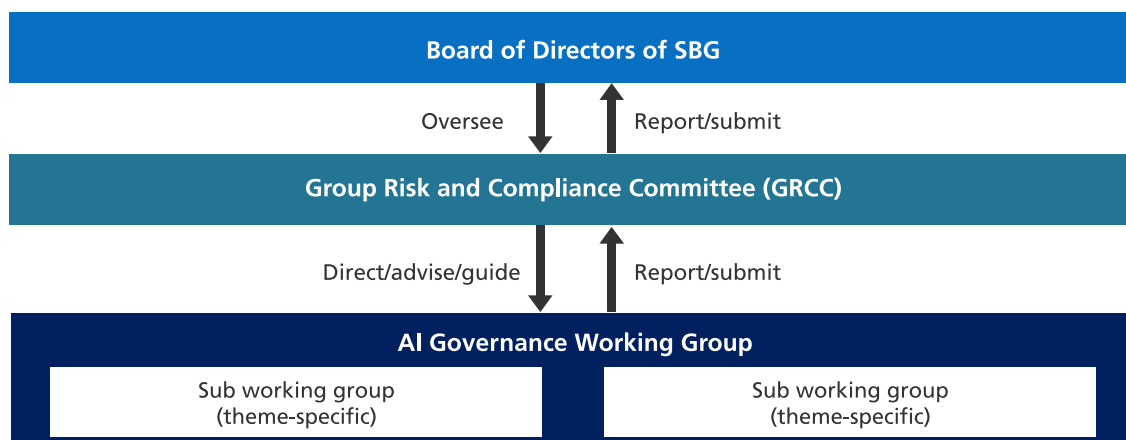 Board of Directors of SBG
Oversee
Report/submit
Group Risk and Compliance Committee (GRCC)
Direct/advise/guide
Report/submit
AI Governance Working Group
Sub working group
(theme-specific)
Sub working group
(theme-specific)